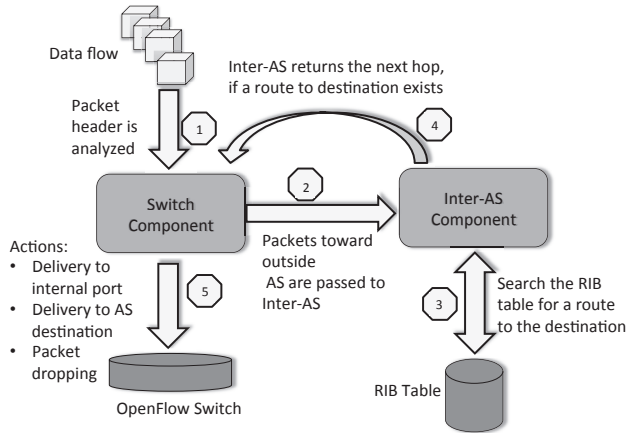 Data flow
Inter-AS returns the next hop,
if a route to destination exists
Packet
header is
analyzed
1
4
Switch
Component
2
Inter-AS
Component
Packets toward
outside
AS are passed to
Inter-AS
Actions:
• Delivery to
internal port
• Delivery to AS
destination
• Packet
dropping
5
3
Search the RIB
table for a route
to the destination
OpenFlow Switch
RIB Table